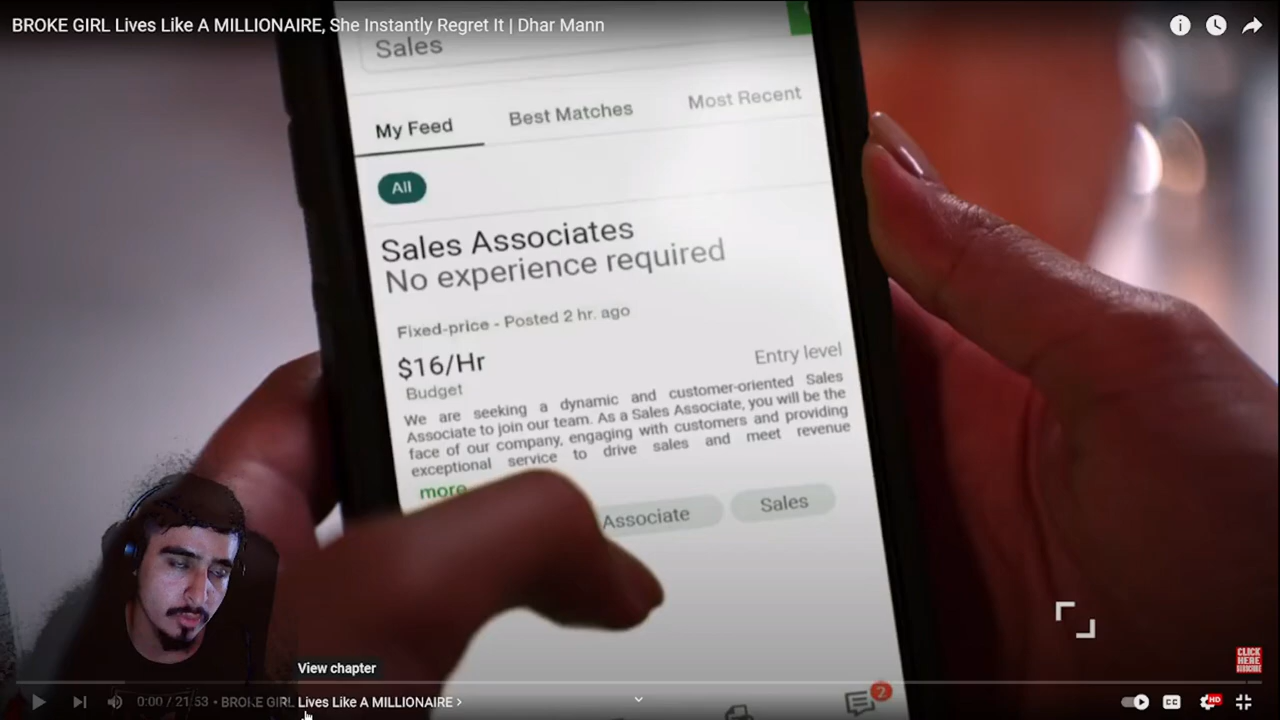 BROKE GIRL Lives Like A MILLIONAIRE, She Instantly Regret It | Dhar Mann
Sales
My Feed
Best Matches
Most Recent
All
Sales Associates
No experience required
Fixed-price - Posted 2 hr. ago
$16/Hr
Entry level
Budget
We are seeking a dynamic and customer-oriented Sales
Associate to join our team. As a Sales Associate, you will be the
face of our company, engaging with customers and providing
exceptional service to drive sales and meet revenue
more
Associate
Sales
View chapter
CLICK
HERE
SUBSCRIBE
0:00 / 21:53 • BROKE GIRL Lives Like A MILLIONAIRE >
2
CC
HD